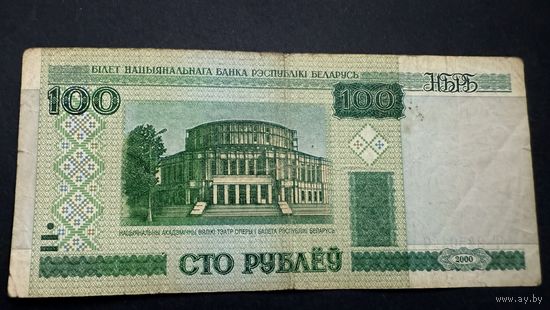 БІЛЕТ НАЦЫЯНАЛЬНАГА БАНКА РЭСПУБЛІКІ БЕЛАРУСЬ
НБРБ
100
100
НАЦЫЯНАЛЬНЫ АКАДЭМІЧНЫ ВЯЛІКІ ТЭАТР ОПЕРЫ І БАЛЕТА РЭСПУБЛІКІ БЕЛАРУСЬ
СТО РУБЛЁЎ
2000
ay.by